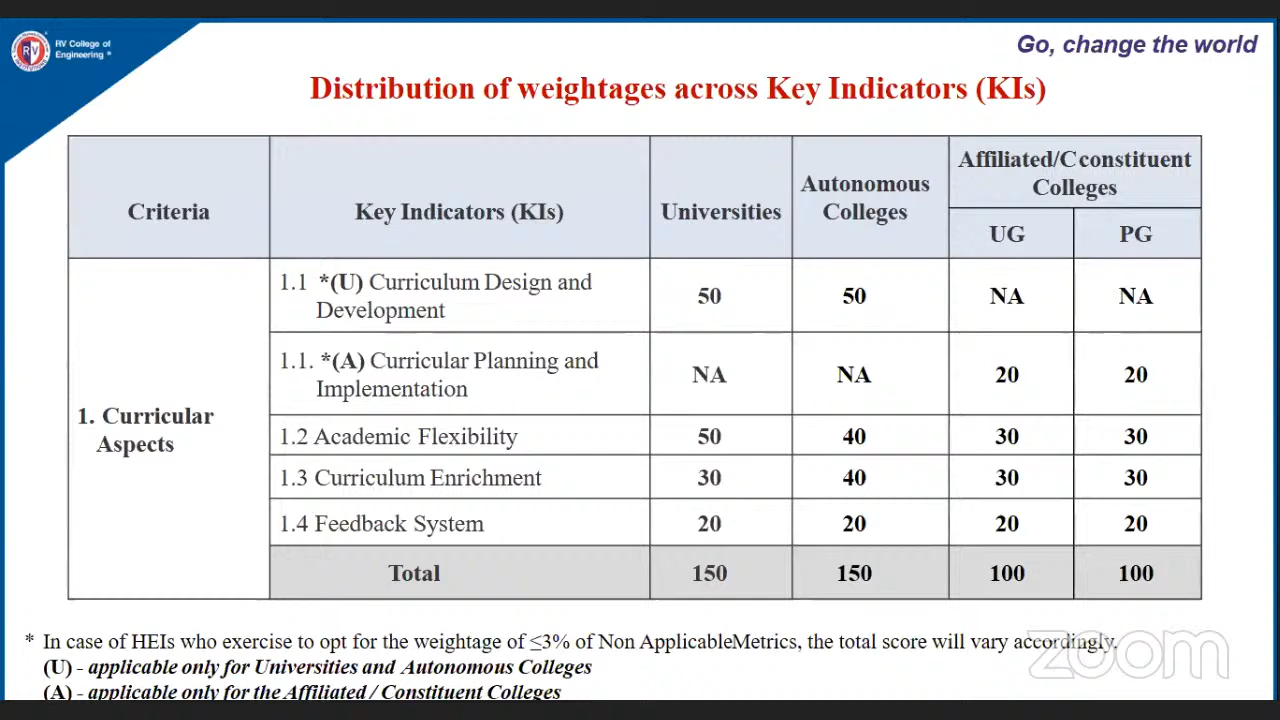 RV College of
Engineering
Go, change the world
Distribution of weightages across Key Indicators (KIs)
Criteria
Key Indicators (KIs)
Universities
Autonomous
Colleges
Affiliated/Cconstituent
Colleges
UG
PG
1. Curricular
Aspects
1.1 *(U) Curriculum Design and
Development
50
50
NA
NA
1.1. *(A) Curricular Planning and
Implementation
NA
NA
20
20
1.2 Academic Flexibility
50
40
30
30
1.3 Curriculum Enrichment
30
40
30
30
1.4 Feedback System
20
20
20
20
Total
150
150
100
100
* In case of HEIs who exercise to opt for the weightage of ≤3% of Non ApplicableMetrics, the total score will vary accordingly.
(U) - applicable only for Universities and Autonomous Colleges
(A) - applicable only for the Affiliated / Constituent Colleges
zoom